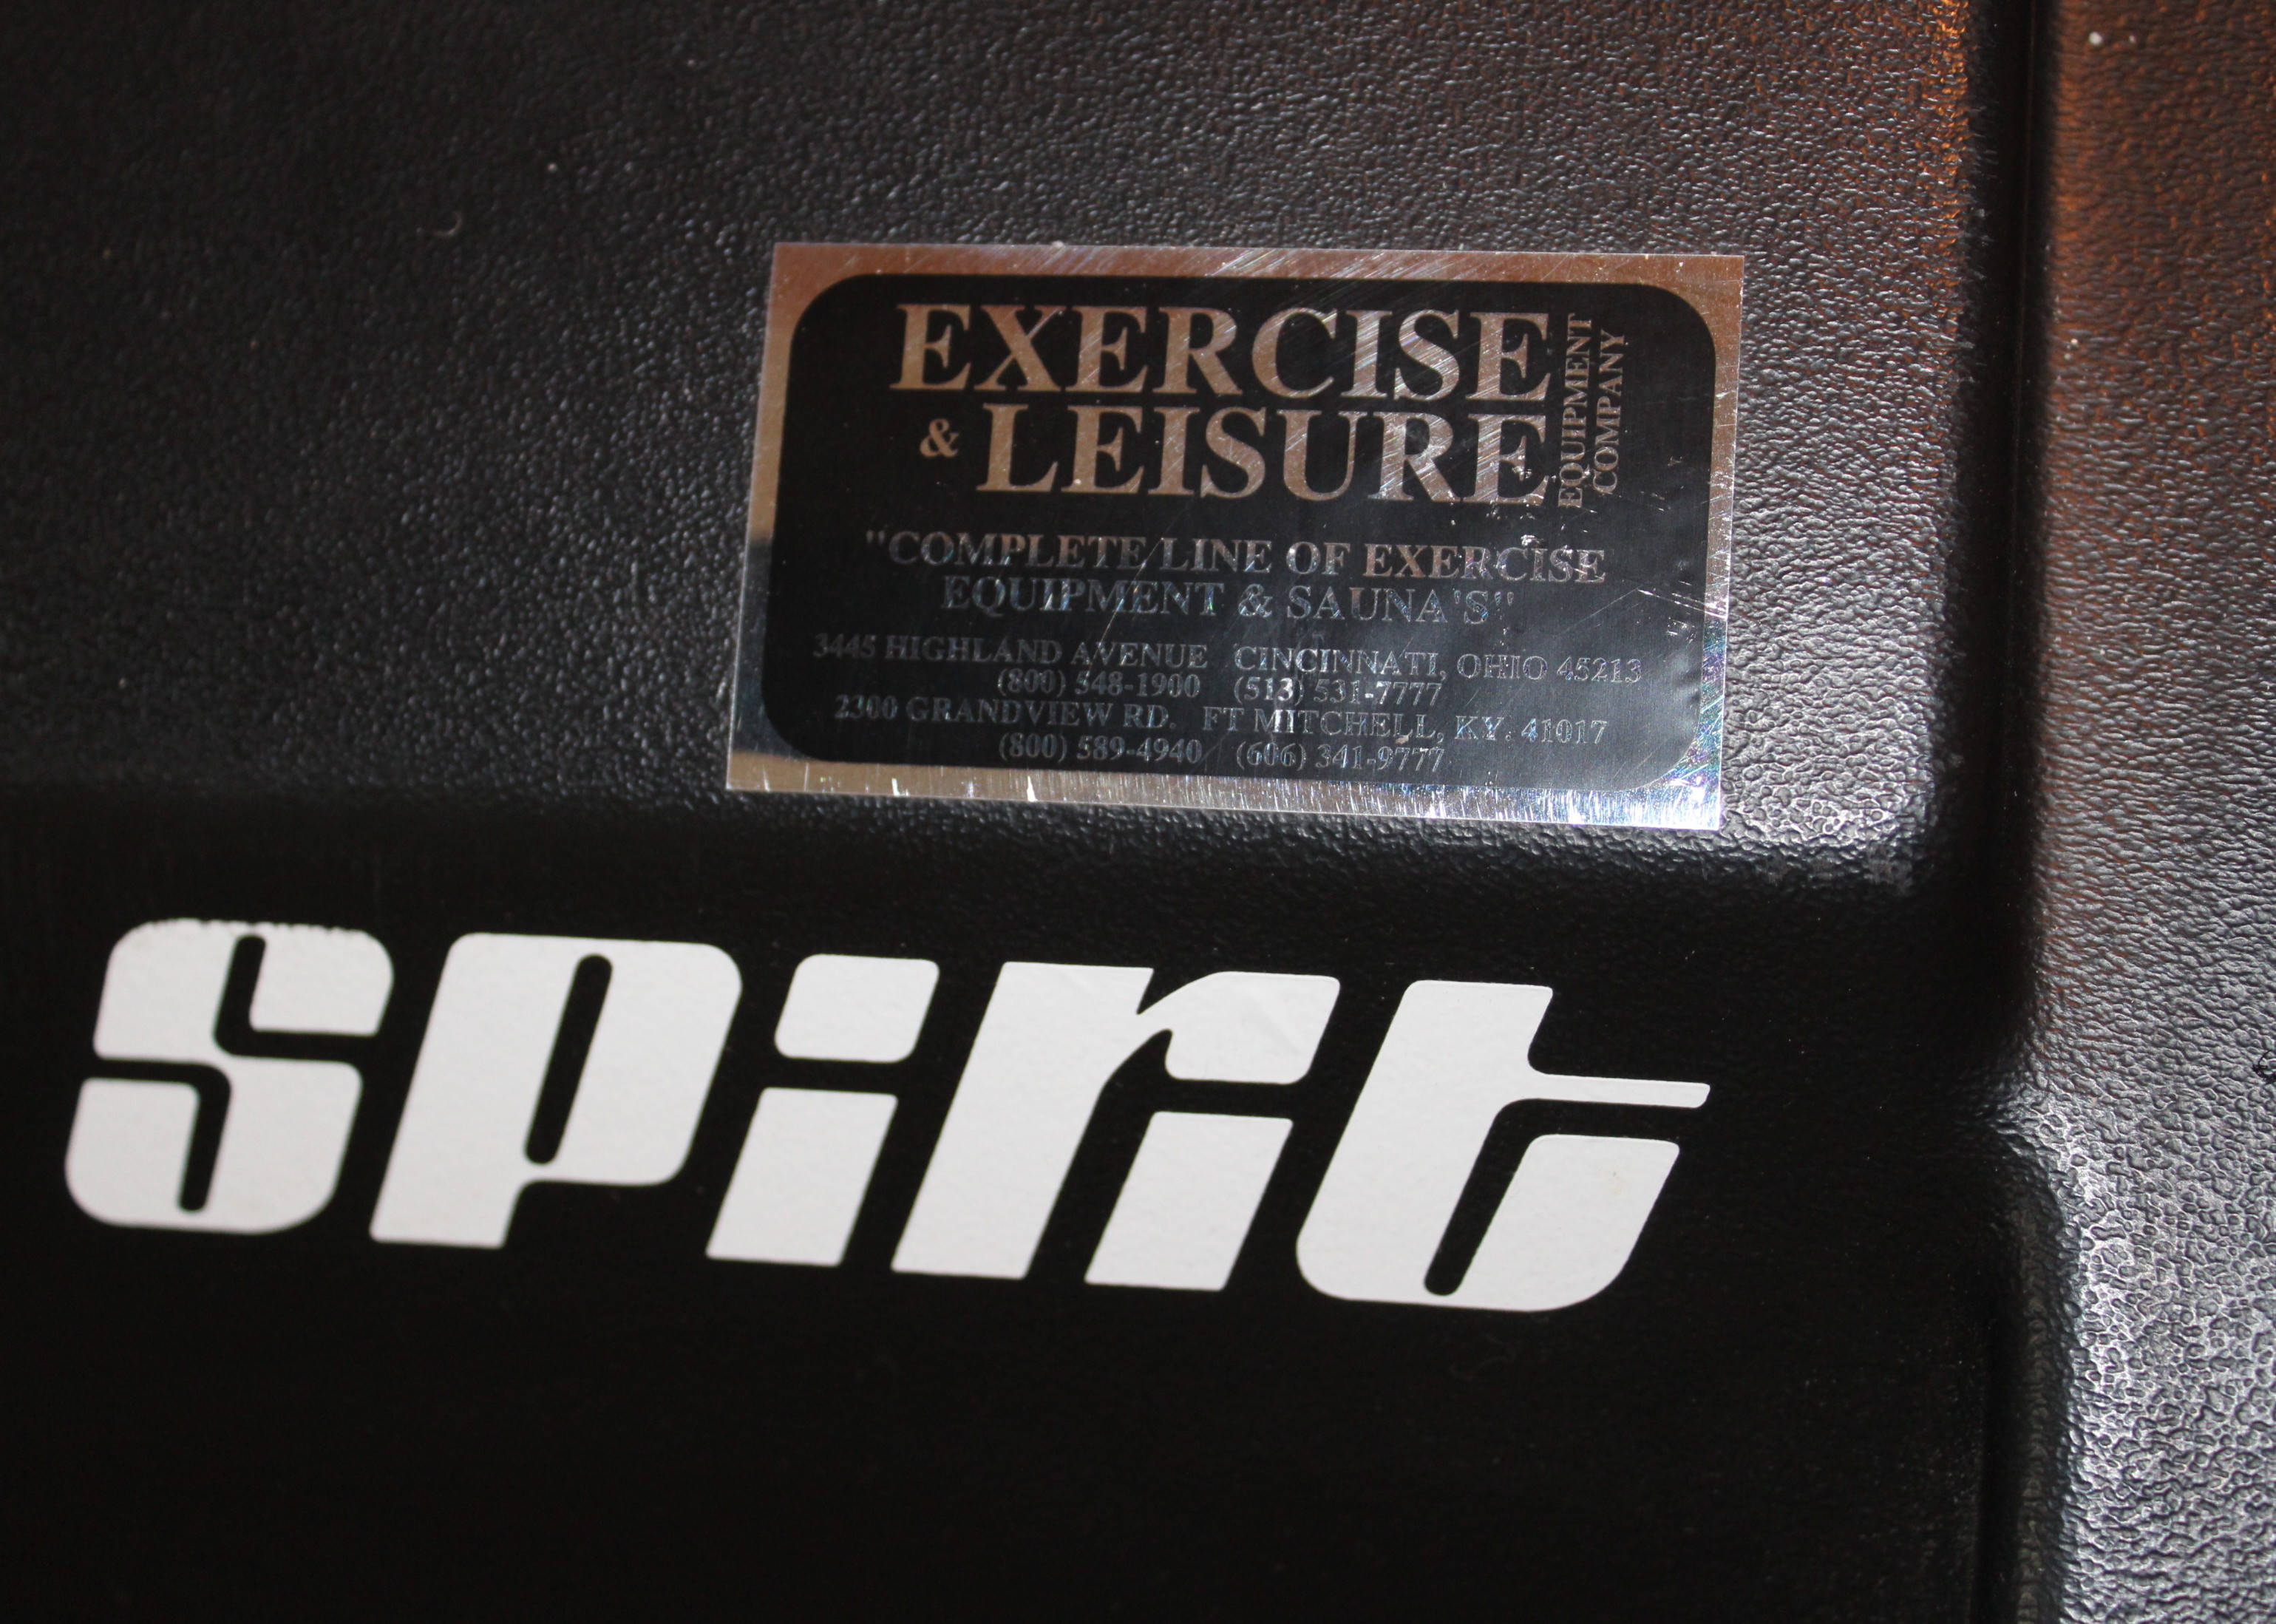 EXERCISE
& LEISURE
EQUIPMENT
COMPANY
"COMPLETE LINE OF EXERCISE
EQUIPMENT & SAUNA'S"
3445 HIGHLAND AVENUE CINCINNATI, OHIO 45213
(800) 548-1900 (513) 531-7777
2300 GRANDVIEW RD. FT MITCHELL, KY. 41017
(800) 589-4940 (606) 341-9777
spirit